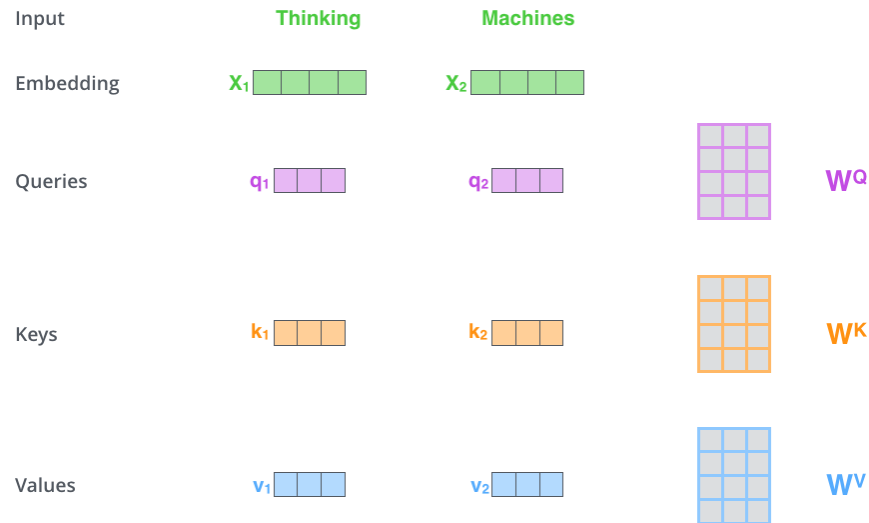 Input Thinking Machines
Embedding X1 X2
Queries q1 q2 WQ
Keys k1 k2 WK
Values v1 v2 WV